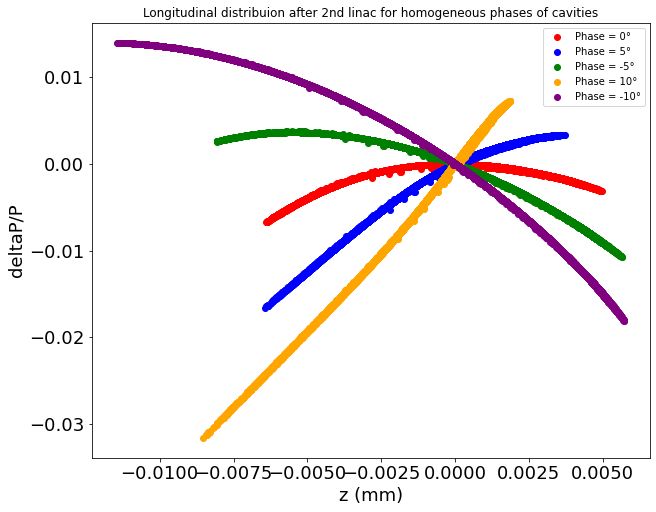 Longitudinal distribuion after 2nd linac for homogeneous phases of cavities
Phase = 0°
Phase = 5°
Phase = -5°
Phase = 10°
Phase = -10°
deltaP/P
0.01
0.00
−0.01
−0.02
−0.03
−0.0100 −0.0075 −0.0050 −0.0025 0.0000 0.0025 0.0050
z (mm)